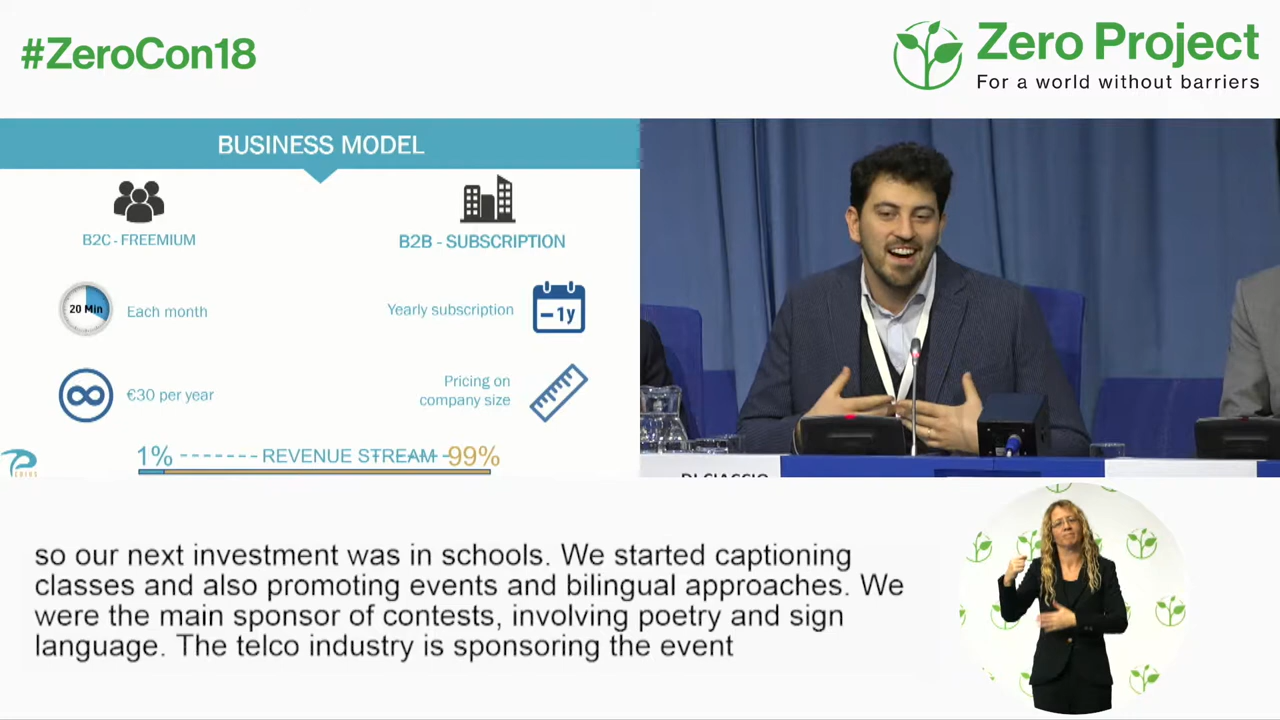 #ZeroCon18
Zero Project
For a world without barriers
BUSINESS MODEL
B2C - FREEMIUM
B2B - SUBSCRIPTION
20 Min
Each month
Yearly subscription
1y
€30 per year
Pricing on
company size
1%
REVENUE STREAM
99%
DI CIACCIO
so our next investment was in schools. We started captioning
classes and also promoting events and bilingual approaches. We
were the main sponsor of contests, involving poetry and sign
language. The telco industry is sponsoring the event